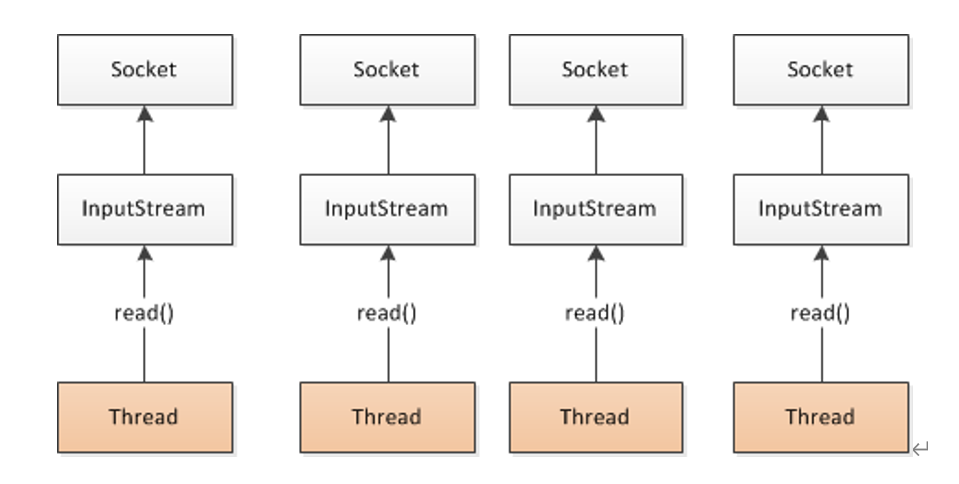 Socket Socket Socket Socket
InputStream InputStream InputStream InputStream
read() read() read() read()
Thread Thread Thread Thread